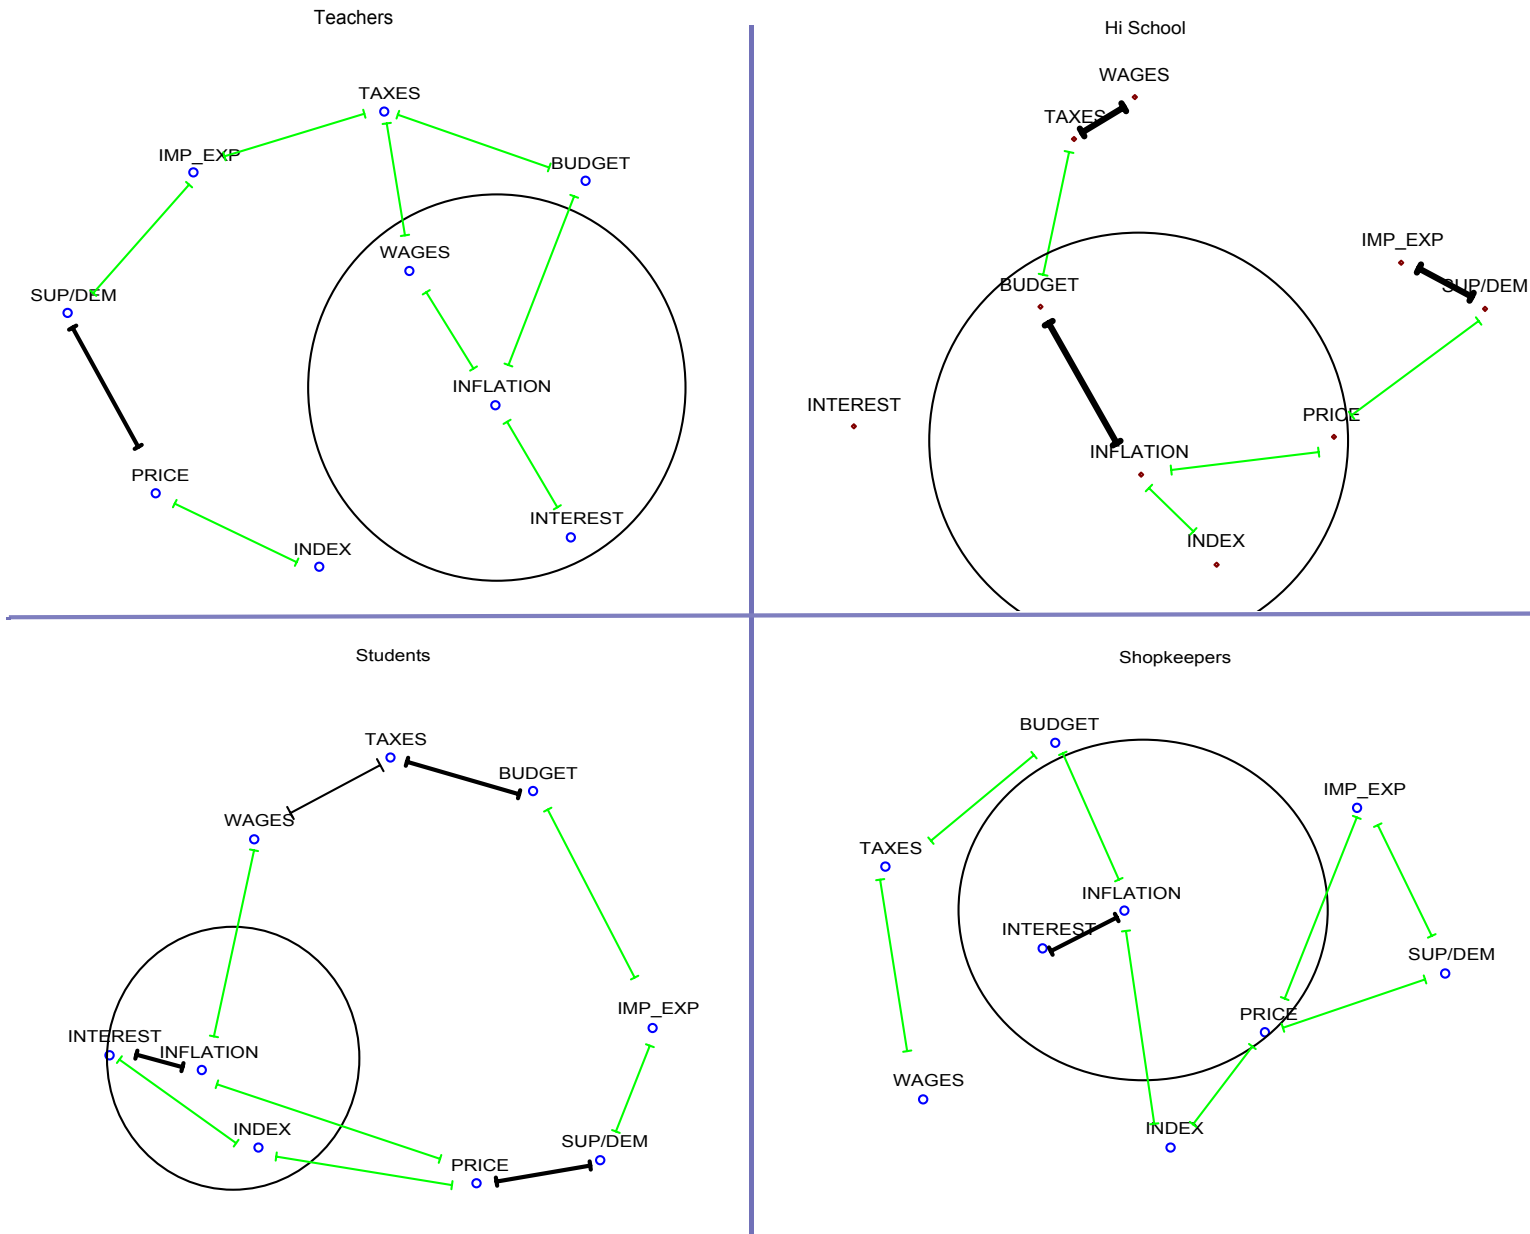 Teachers
TAXES
IMP_EXP
BUDGET
WAGES
SUP/DEM
INFLATION
PRICE
INTEREST
INDEX
Hi School
WAGES
TAXES
IMP_EXP
BUDGET
SUP/DEM
INTEREST
PRICE
INFLATION
INDEX
Students
TAXES
BUDGET
WAGES
IMP_EXP
INTEREST
INFLATION
INDEX
SUP/DEM
PRICE
Shopkeepers
BUDGET
IMP_EXP
TAXES
INFLATION
INTEREST
SUP/DEM
PRICE
WAGES
INDEX